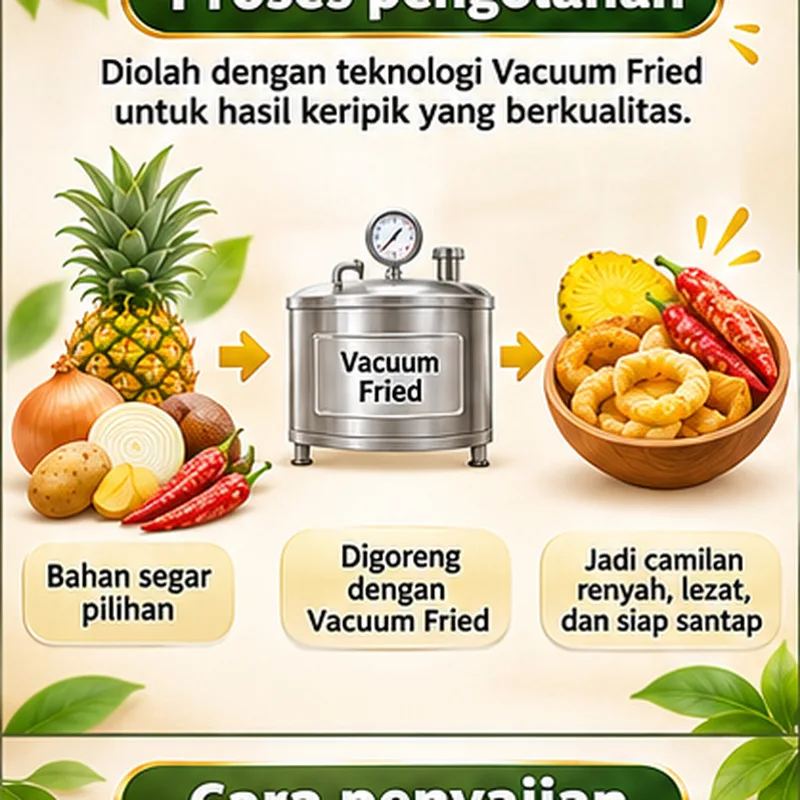 Proses pengolahan
Diolah dengan teknologi Vacuum Fried
untuk hasil keripik yang berkualitas.
Vacuum
Fried
Bahan segar
pilihan
Digoreng
dengan
Vacuum Fried
Jadi camilan
renyah, lezat,
dan siap santap
Cara penyajian